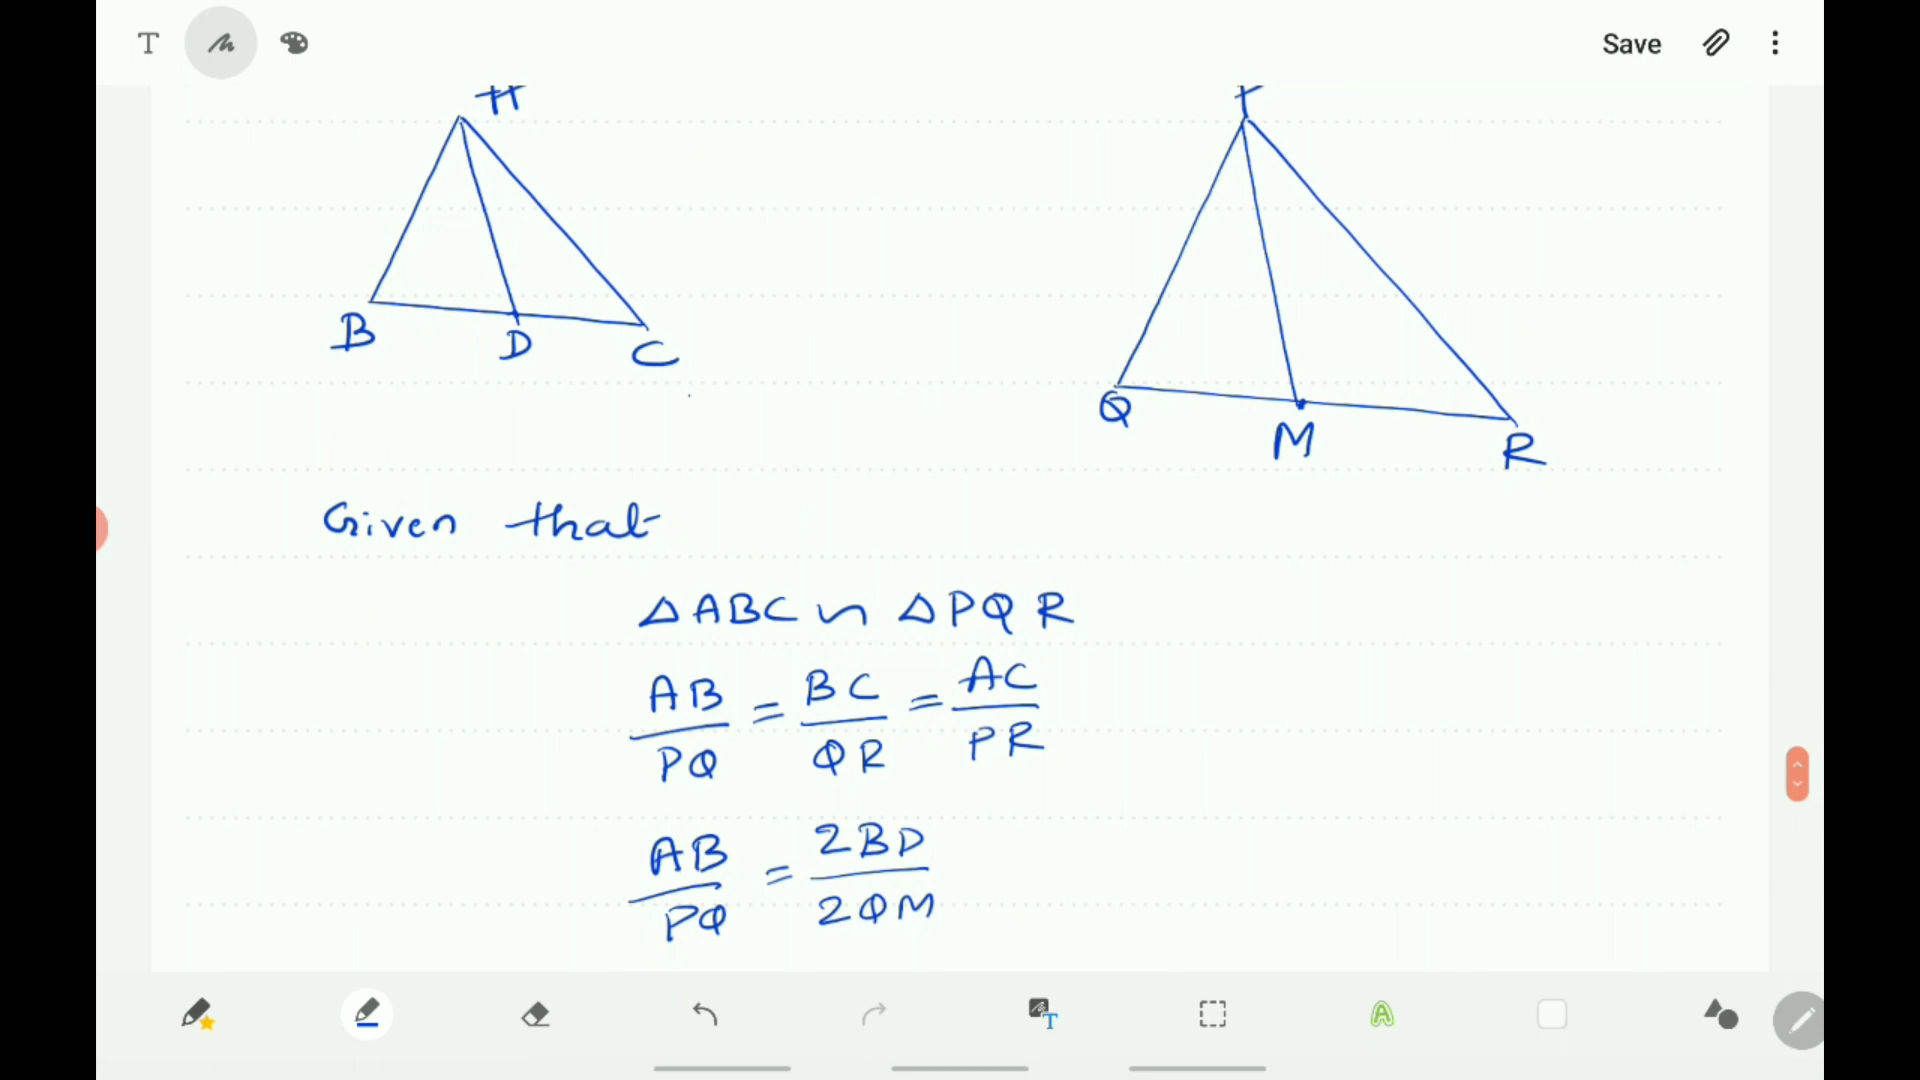 T Save
B D C
Q M R
Given that
△ABC ∽ △PQR
AB/PQ = BC/QR = AC/PR
AB/PQ = 2BD/2QM
T A